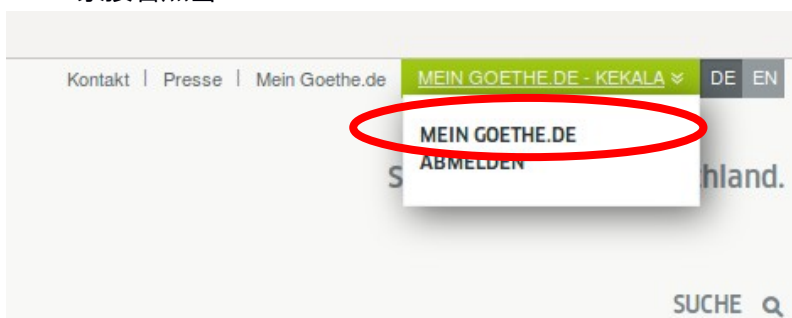 Kontakt | Presse | Mein Goethe.de MEIN GOETHE.DE - KEKALA DE EN
MEIN GOETHE.DE
ABMELDEN
S hland.
SUCHE